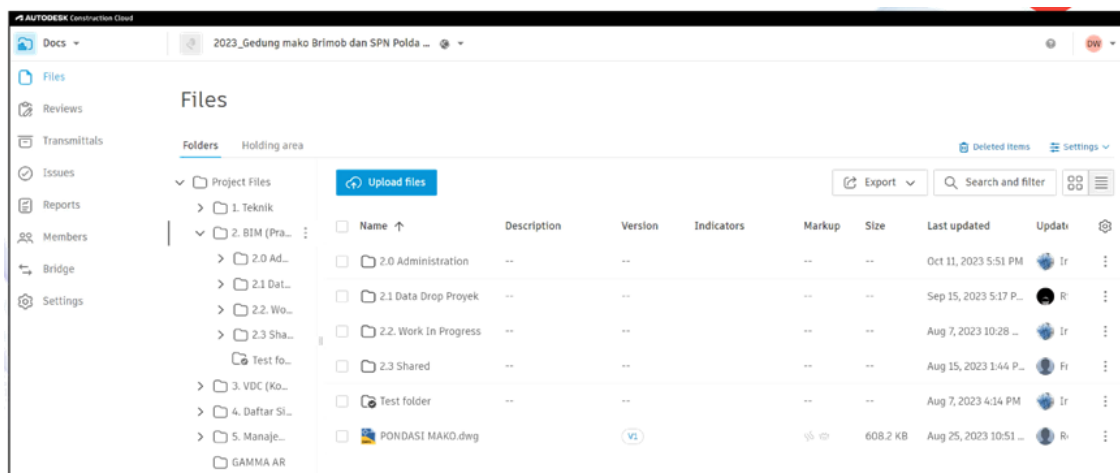 AUTODESK Construction Cloud
Docs
2023_Gedung mako Brimob dan SPN Polda ...
DW
Files
Reviews
Transmittals
Issues
Reports
Members
Bridge
Settings
Files
Folders Holding area
Deleted items Settings
Project Files
1. Teknik
2. BIM (Pra...
2.0 Ad...
2.1 Dat...
2.2. Wo...
2.3 Sha...
Test fo...
3. VDC (Ko...
4. Daftar Si...
5. Manaje...
GAMMA AR
Upload files Export Search and filter
Name Description Version Indicators Markup Size Last updated Update
2.0 Administration -- -- -- -- Oct 11, 2023 5:51 PM Ir
2.1 Data Drop Proyek -- -- -- -- Sep 15, 2023 5:17 P... R
2.2. Work In Progress -- -- -- -- Aug 7, 2023 10:28 ... Ir
2.3 Shared -- -- -- -- Aug 15, 2023 1:44 P... Fr
Test folder -- -- -- -- Aug 7, 2023 4:14 PM Ir
PONDASI MAKO.dwg V1 608.2 KB Aug 25, 2023 10:51 ... R